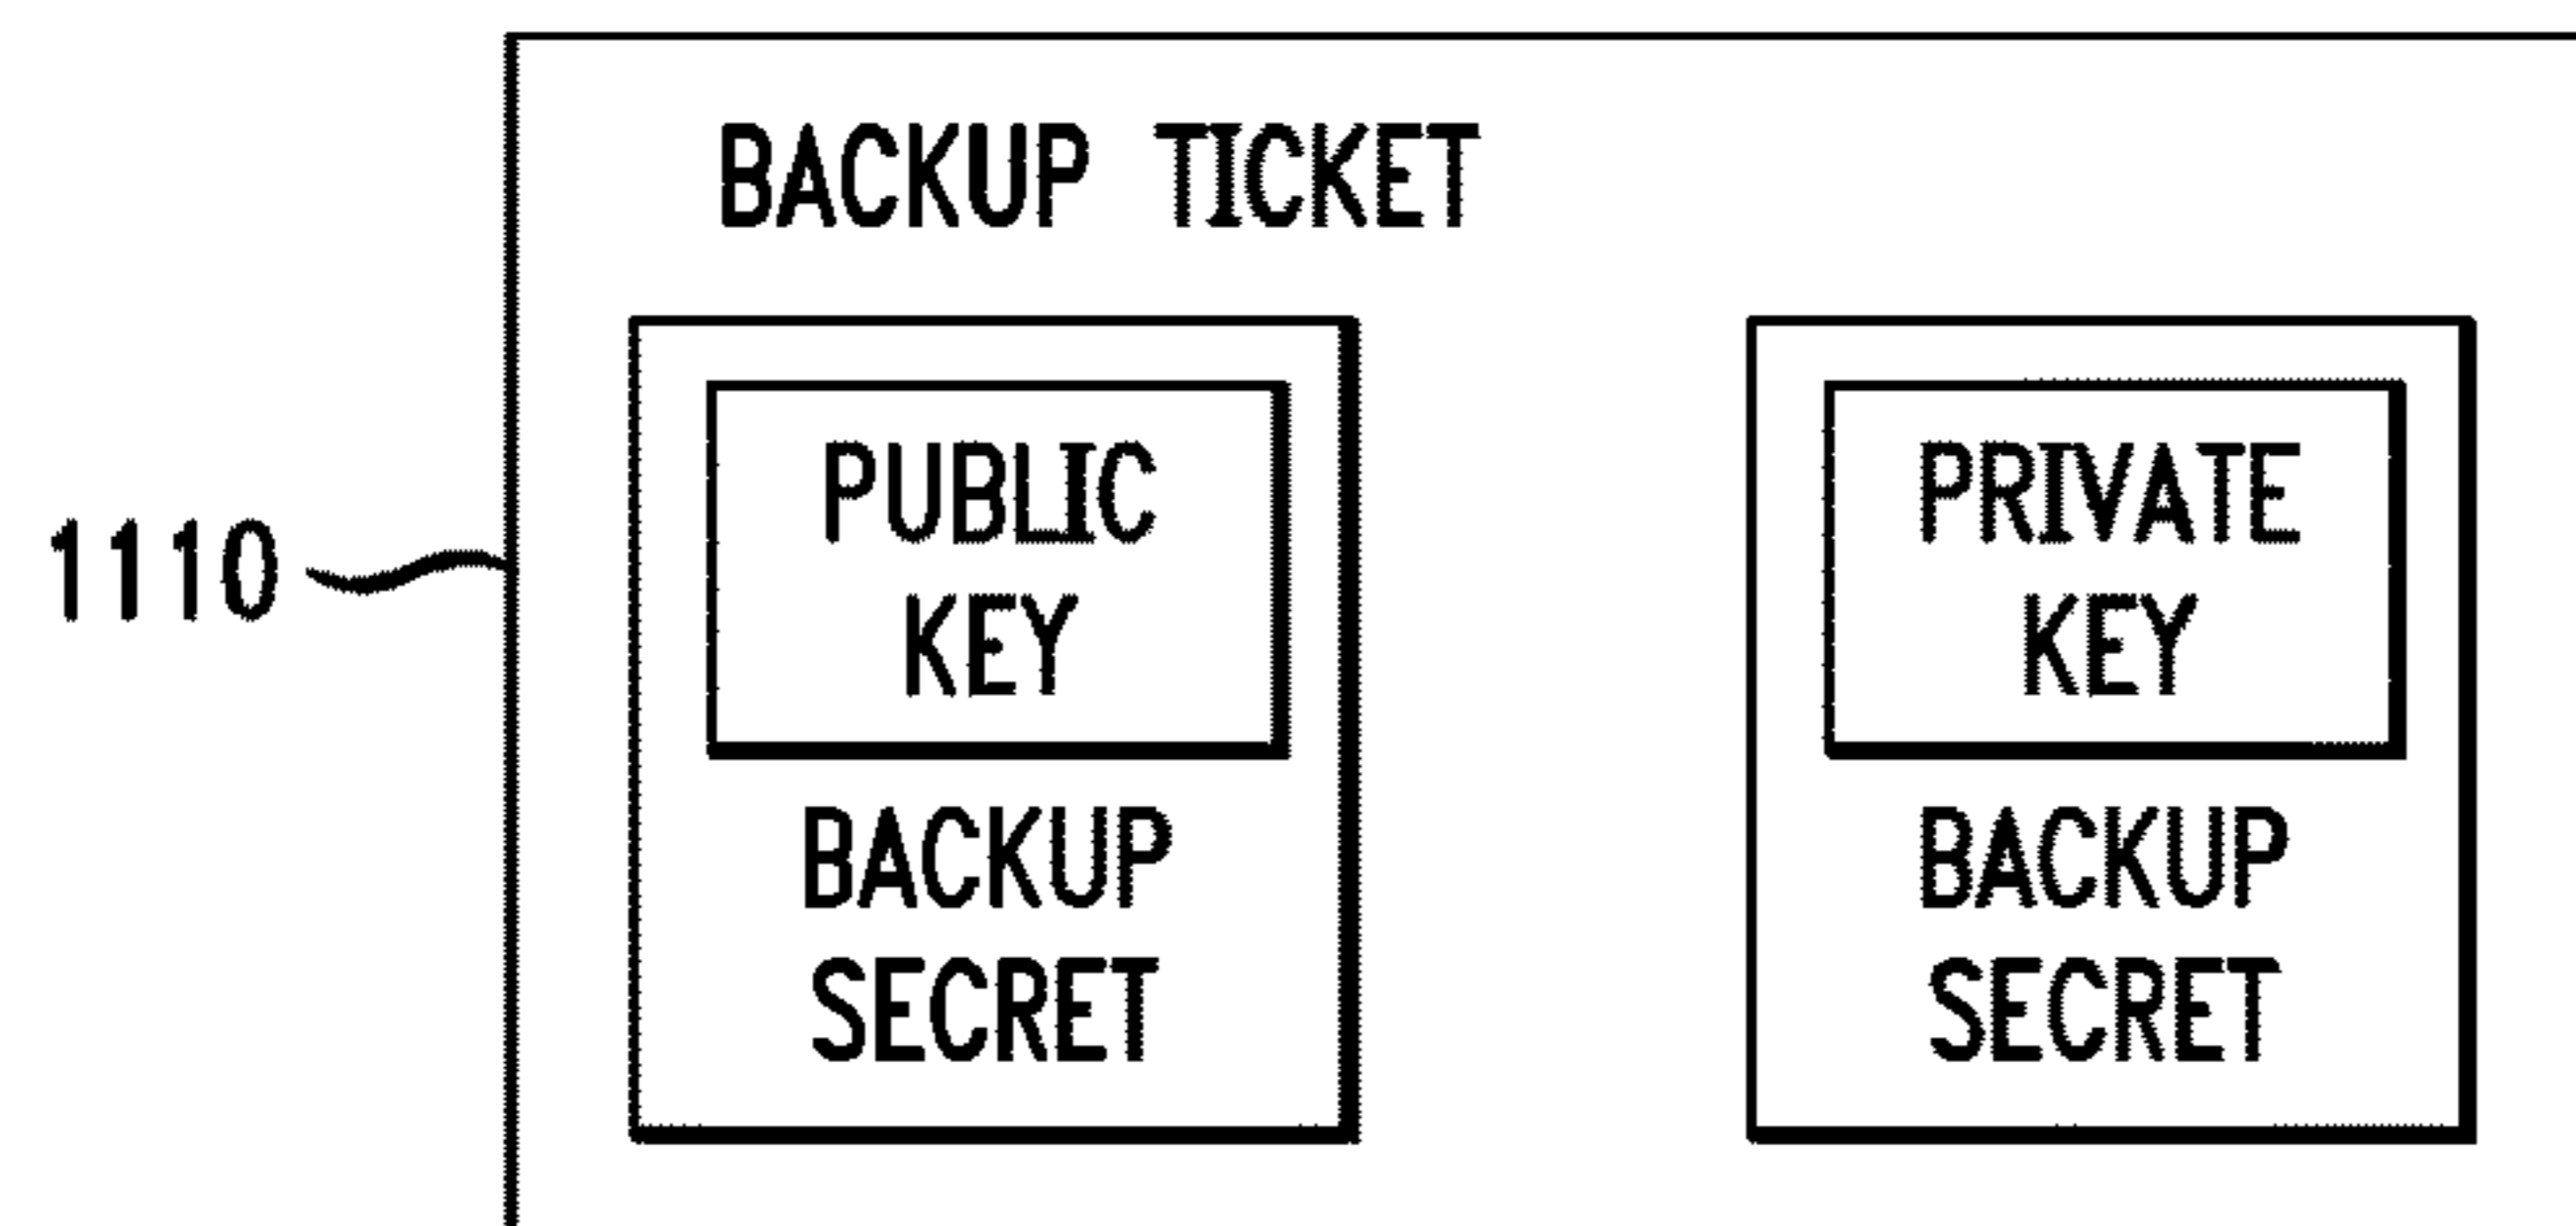 BACKUP TICKET
1110
PUBLIC
KEY
BACKUP
SECRET
PRIVATE
KEY
BACKUP
SECRET